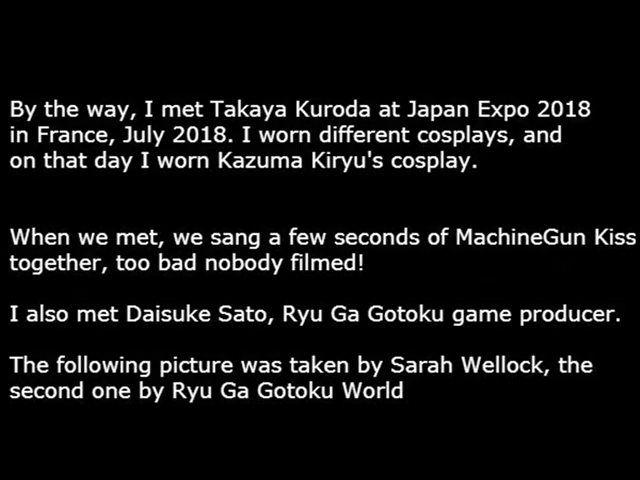 By the way, I met Takaya Kuroda at Japan Expo 2018
in France, July 2018. I worn different cosplays, and
on that day I worn Kazuma Kiryu's cosplay.
When we met, we sang a few seconds of MachineGun Kiss
together, too bad nobody filmed!
I also met Daisuke Sato, Ryu Ga Gotoku game producer.
The following picture was taken by Sarah Wellock, the
second one by Ryu Ga Gotoku World